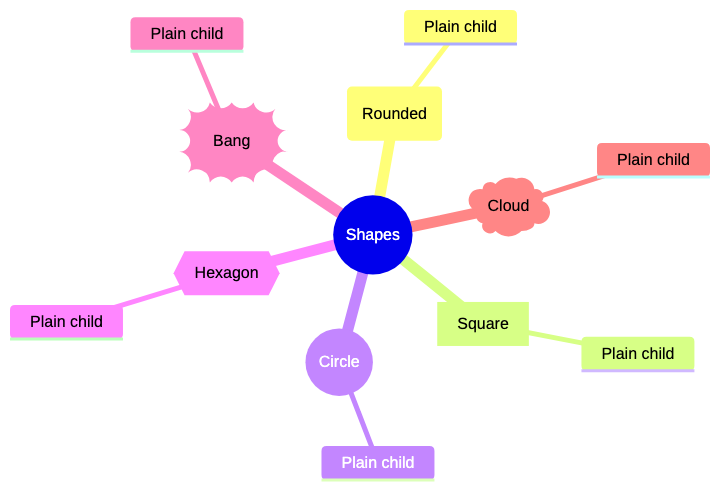 Plain child
Plain child
Rounded
Bang
Plain child
Cloud
Shapes
Hexagon
Plain child
Square
Plain child
Circle
Plain child